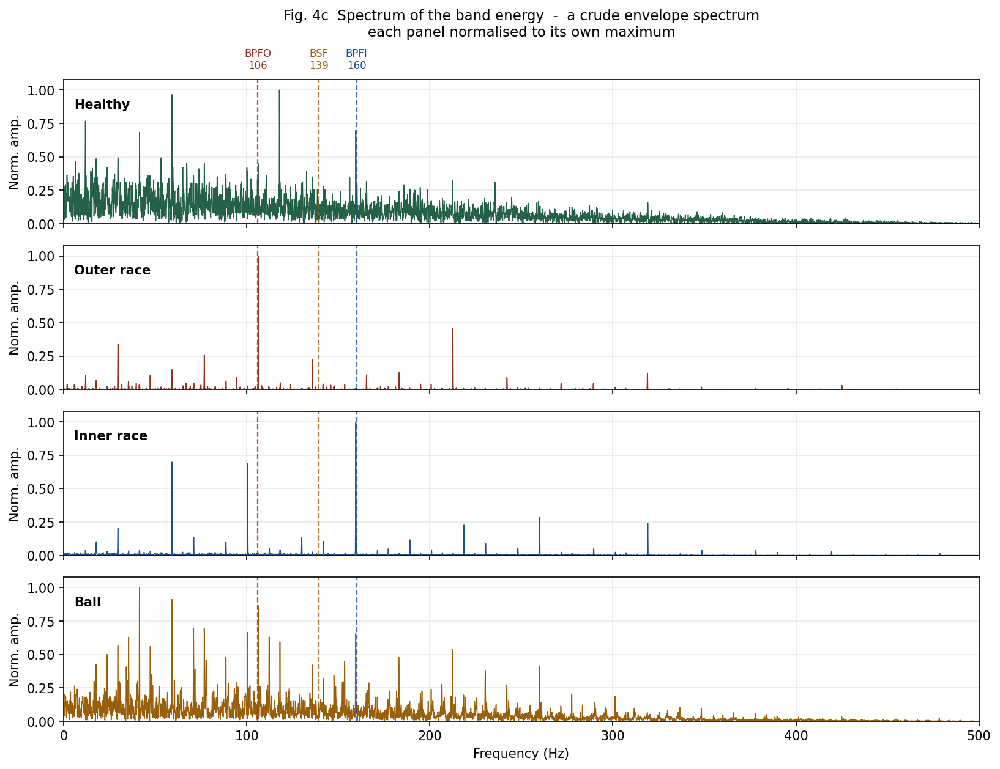 Fig. 4c  Spectrum of the band energy  -  a crude envelope spectrum
each panel normalised to its own maximum
BPFO
106
BSF
139
BPFI
160
Norm. amp.
1.00
0.75
0.50
0.25
0.00
Healthy
Norm. amp.
1.00
0.75
0.50
0.25
0.00
Outer race
Norm. amp.
1.00
0.75
0.50
0.25
0.00
Inner race
Norm. amp.
1.00
0.75
0.50
0.25
0.00
Ball
0
100
200
300
400
500
Frequency (Hz)